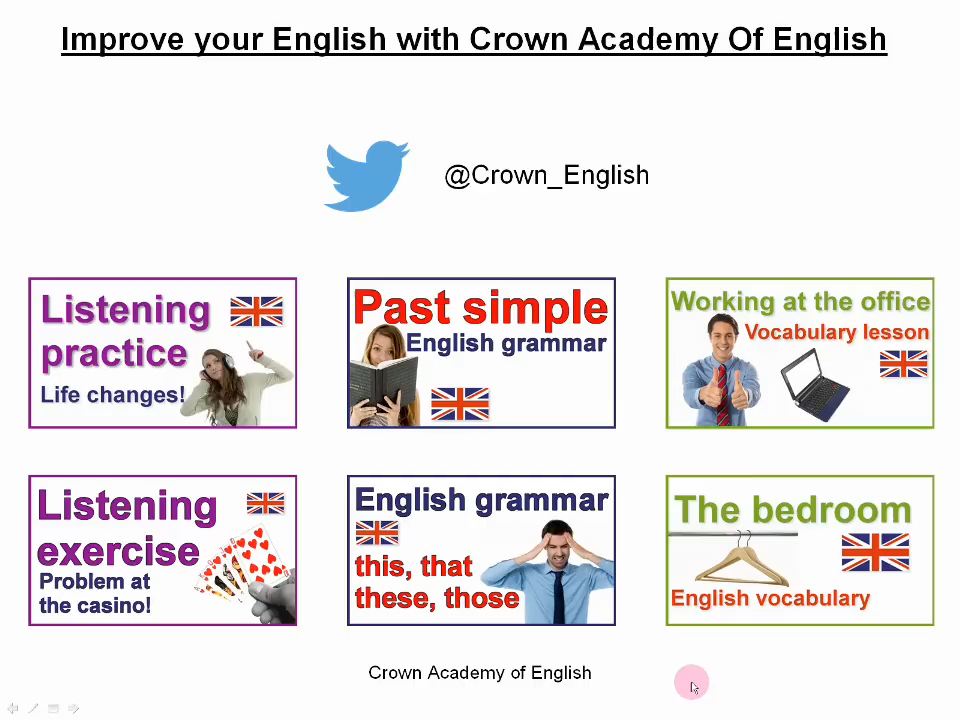 Improve your English with Crown Academy Of English
@Crown_English
Listening
practice
Life changes!
Past simple
English grammar
Working at the office
Vocabulary lesson
Listening
exercise
Problem at
the casino!
English grammar
this, that
these, those
The bedroom
English vocabulary
Crown Academy of English